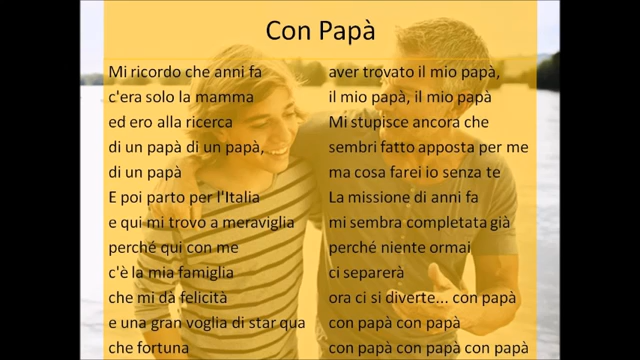 Con Papà
Mi ricordo che anni fa
c'era solo la mamma
ed ero alla ricerca
di un papà di un papà,
di un papà
E poi parto per l'Italia
e qui mi trovo a meraviglia
perché qui con me
c'è la mia famiglia
che mi dà felicità
e una gran voglia di star qua
che fortuna
aver trovato il mio papà,
il mio papà, il mio papà
Mi stupisce ancora che
sembri fatto apposta per me
ma cosa farei io senza te
La missione di anni fa
mi sembra completata già
perché niente ormai
ci separerà
ora ci si diverte... con papà
con papà con papà
con papà con papà con papà